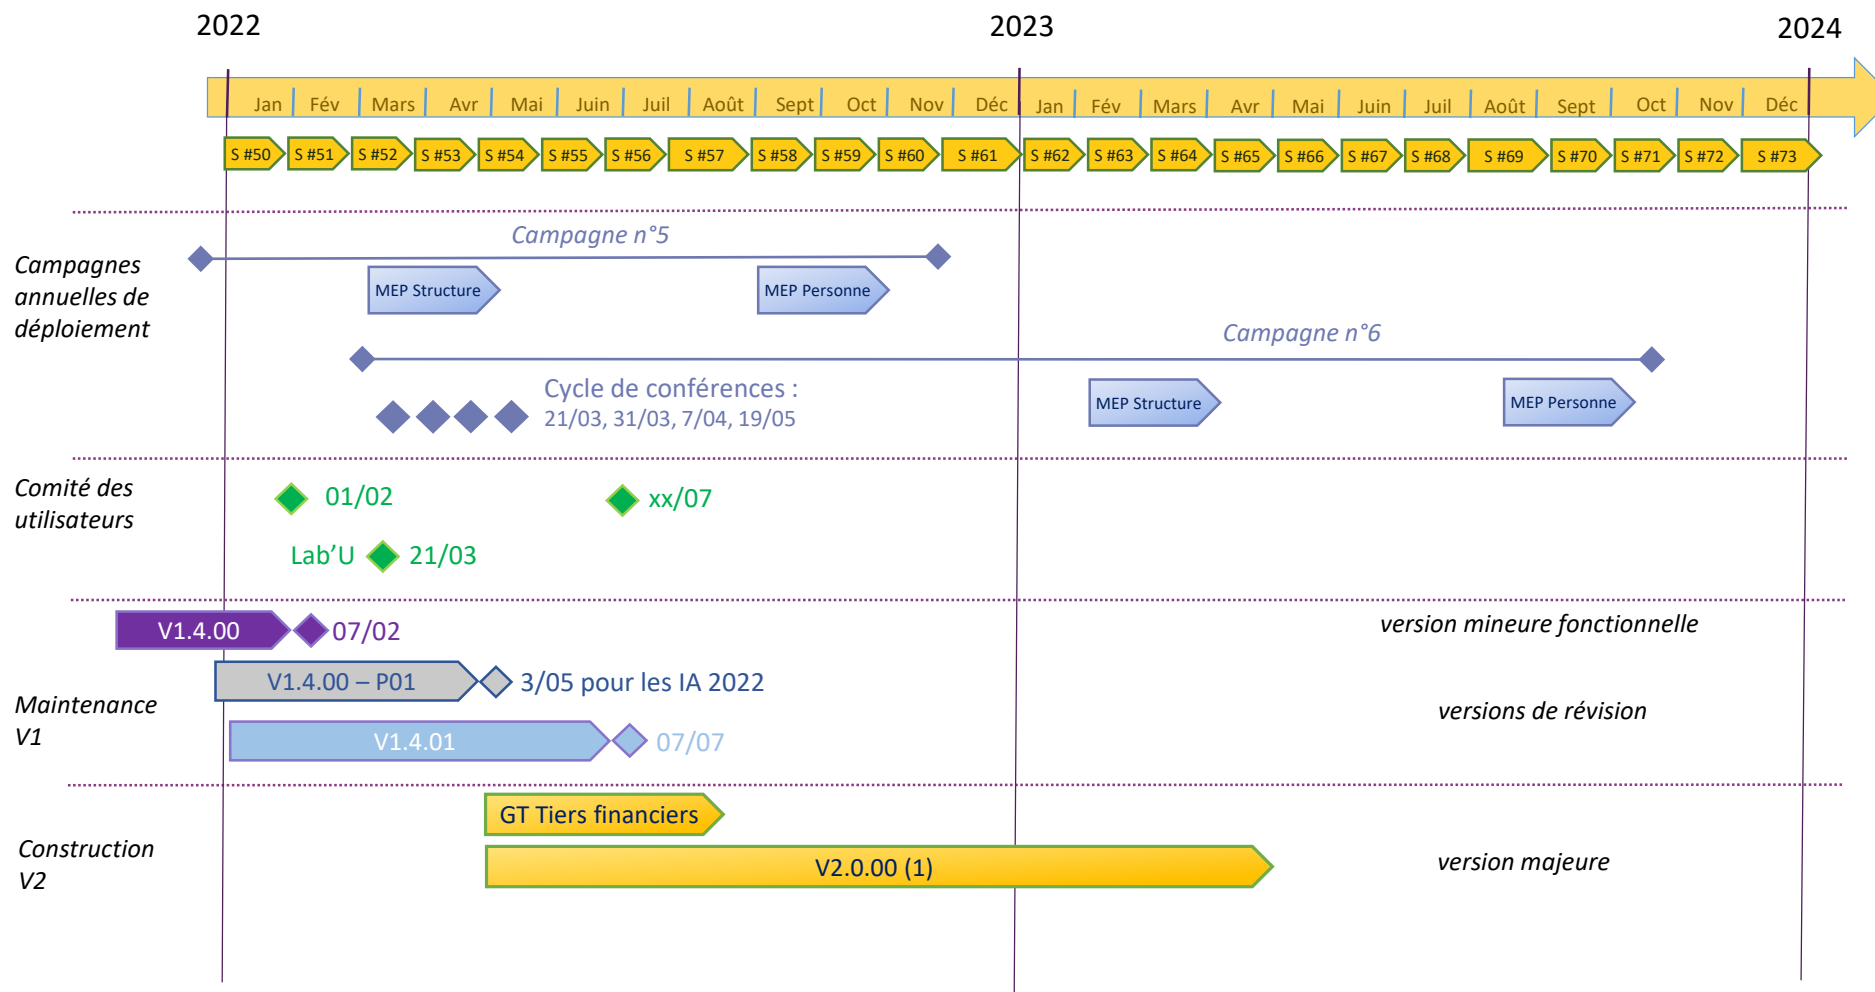 2022
2023
2024
Jan Fév Mars Avr Mai Juin Juil Août Sept Oct Nov Déc Jan Fév Mars Avr Mai Juin Juil Août Sept Oct Nov Déc
S #50 S #51 S #52 S #53 S #54 S #55 S #56 S #57 S #58 S #59 S #60 S #61 S #62 S #63 S #64 S #65 S #66 S #67 S #68 S #69 S #70 S #71 S #72 S #73
Campagnes
annuelles de
déploiement
Campagne n°5
MEP Structure
MEP Personne
Campagne n°6
Cycle de conférences :
21/03, 31/03, 7/04, 19/05
MEP Structure
MEP Personne
Comité des
utilisateurs
01/02
xx/07
Lab’U
21/03
Maintenance
V1
V1.4.00
07/02
version mineure fonctionnelle
V1.4.00 – P01
3/05 pour les IA 2022
versions de révision
V1.4.01
07/07
Construction
V2
GT Tiers financiers
V2.0.00 (1)
version majeure